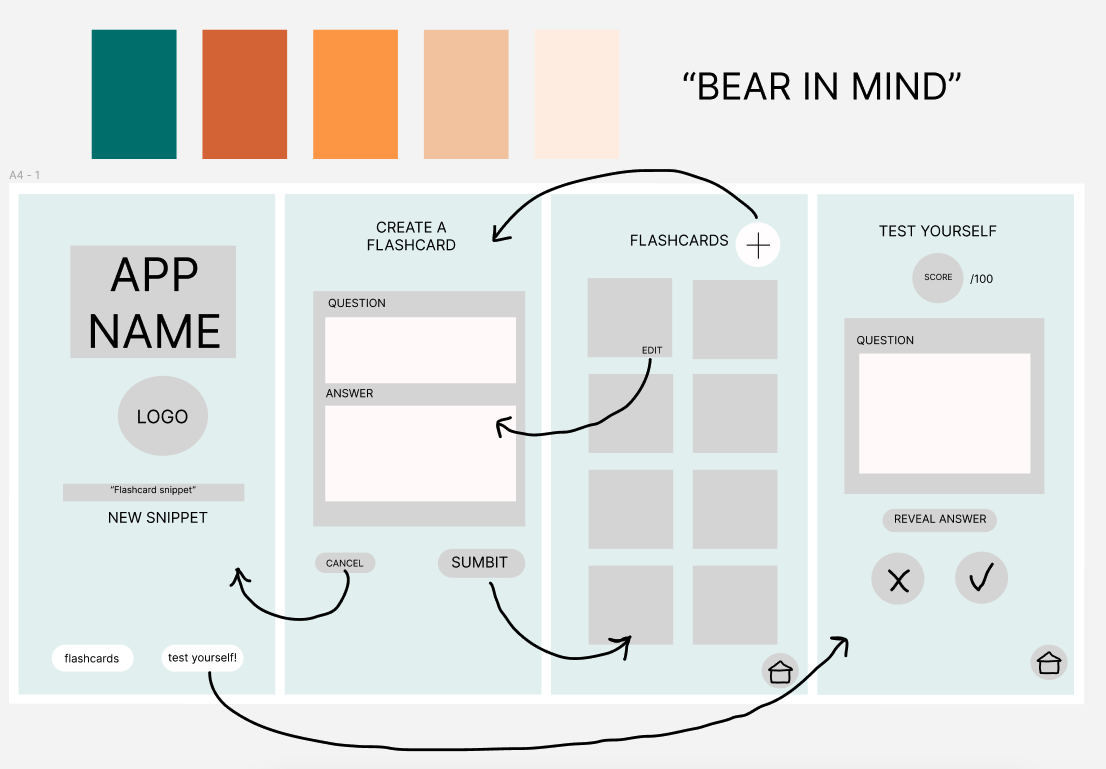 “BEAR IN MIND”
A4 - 1
APP
NAME
LOGO
“Flashcard snippet”
NEW SNIPPET
flashcards
test yourself!
CREATE A
FLASHCARD
QUESTION
ANSWER
CANCEL
SUMBIT
FLASHCARDS
EDIT
TEST YOURSELF
SCORE /100
QUESTION
REVEAL ANSWER
X